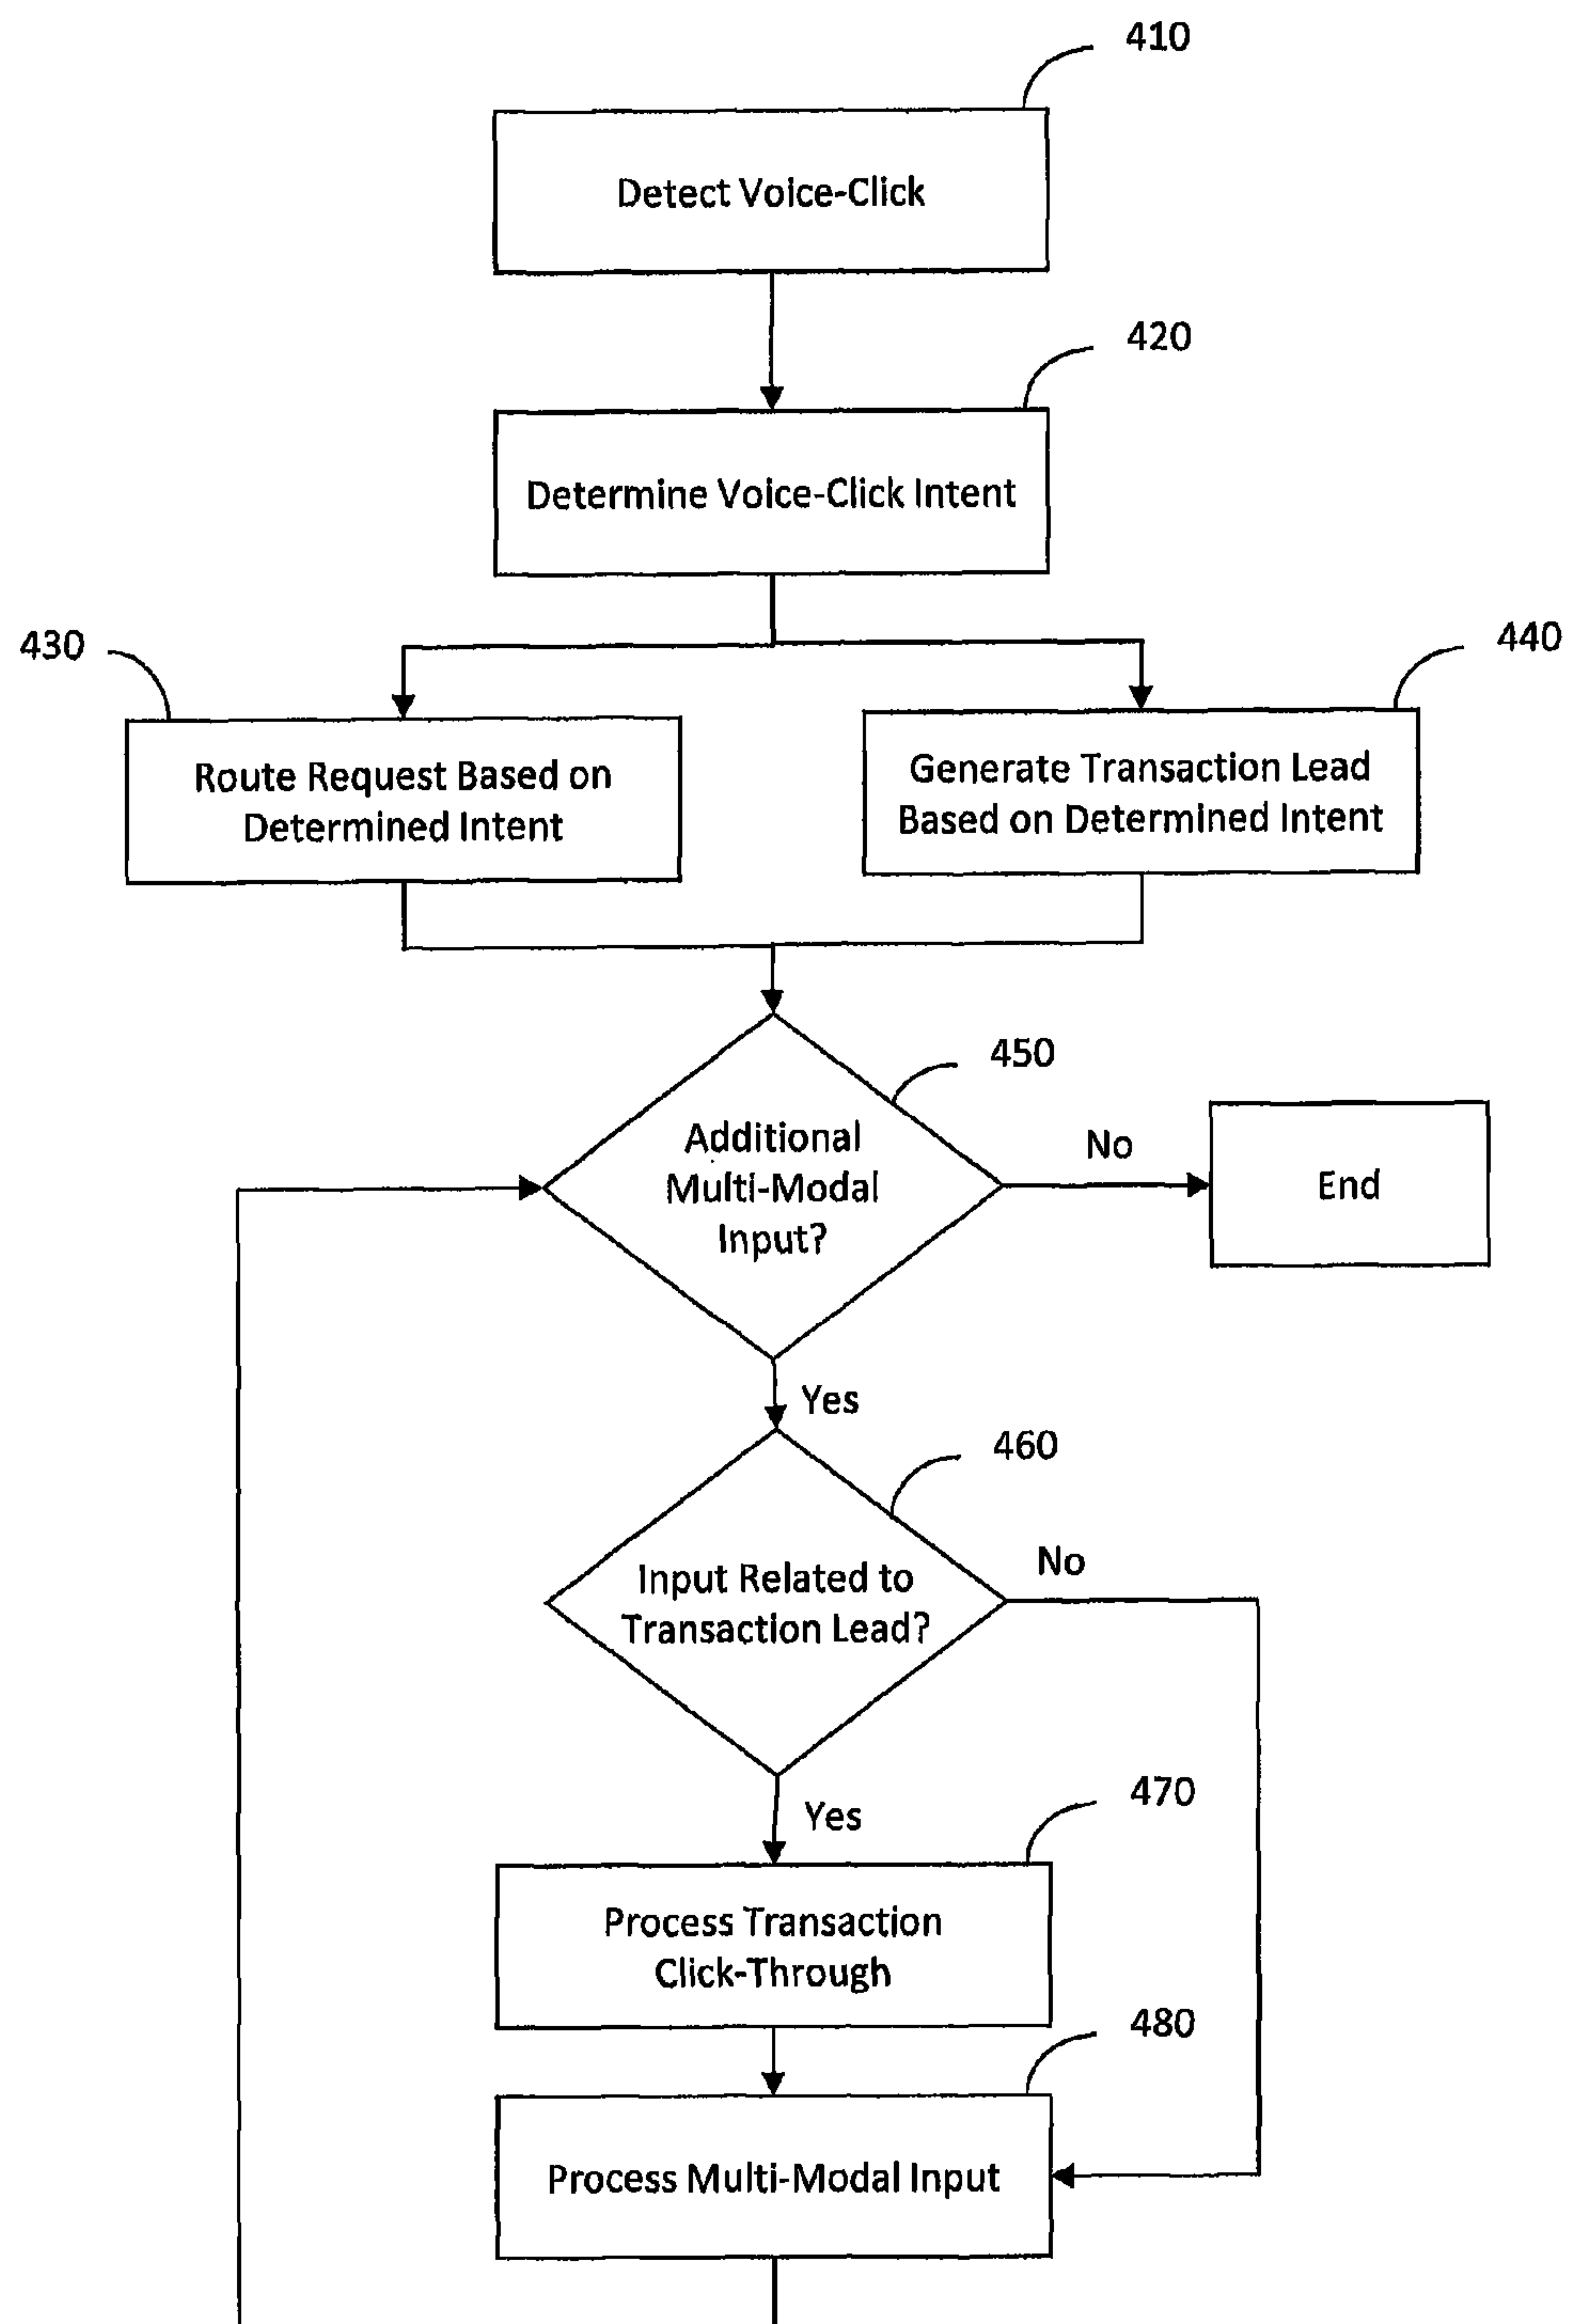 410
Detect Voice-Click
420
Determine Voice-Click Intent
430
440
Route Request Based on
Determined Intent
Generate Transaction Lead
Based on Determined Intent
450
Additional
Multi-Modal
Input?
No
End
Yes
460
Input Related to
Transaction Lead?
No
Yes
470
Process Transaction
Click-Through
480
Process Multi-Modal Input